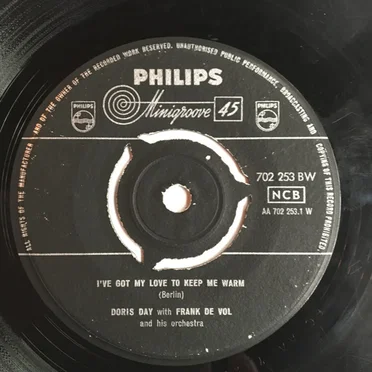 ALL RIGHTS OF THE MANUFACTURER AND OF THE OWNER OF THE RECORDED WORK RESERVED. UNAUTHORISED PUBLIC PERFORMANCE, BROADCASTING AND COPYING OF THIS RECORD PROHIBITED
PHILIPS
PHILIPS
Minigroove 45
PHILIPS
702 253 BW
NCB
AA 702 253.1 W
I'VE GOT MY LOVE TO KEEP ME WARM
(Berlin)
DORIS DAY with FRANK DE VOL
and his orchestra